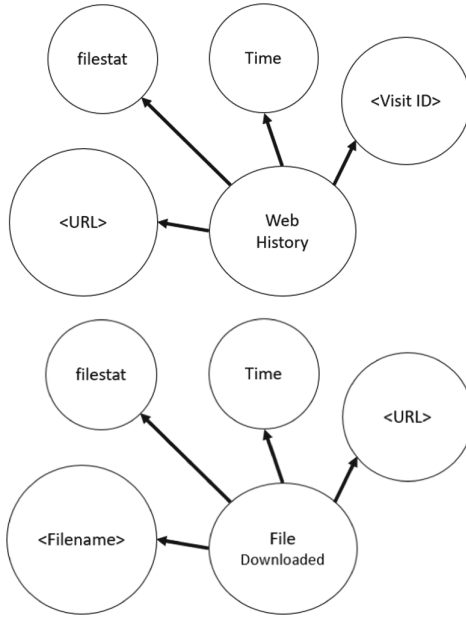 filestat
Time
<Visit ID>
<URL>
Web
History
filestat
Time
<URL>
<Filename>
File
Downloaded